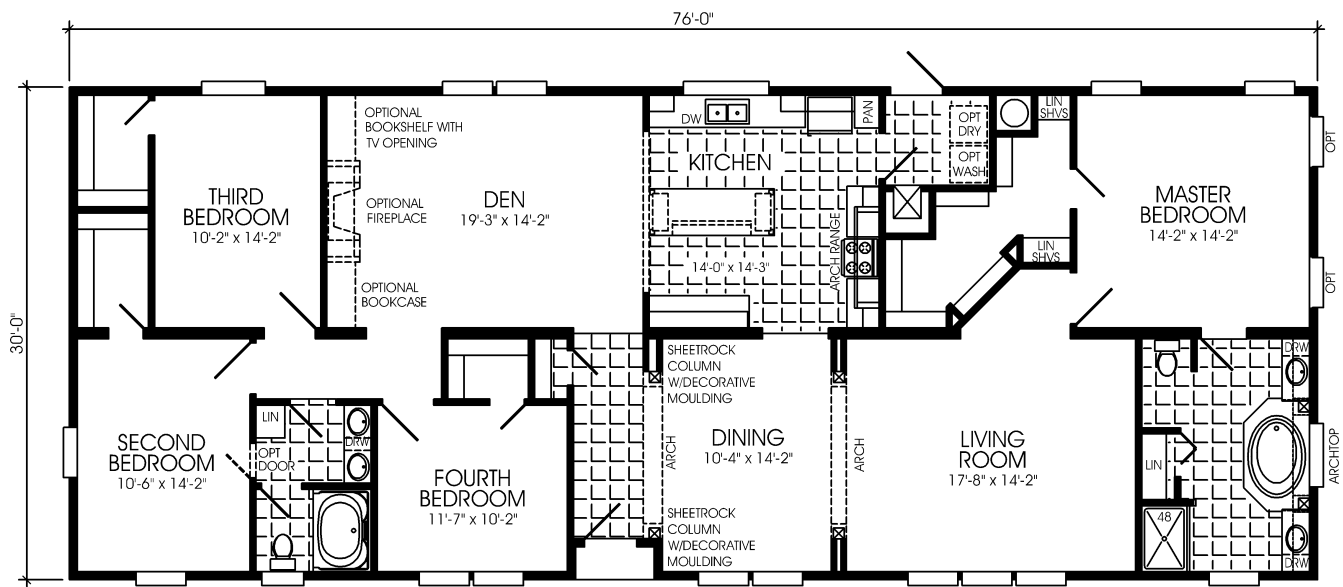 76'-0"
30'-0"
OPTIONAL
BOOKSHELF WITH
TV OPENING
OPTIONAL
FIREPLACE
OPTIONAL
BOOKCASE
THIRD
BEDROOM
10'-2" x 14'-2"
DEN
19'-3" x 14'-2"
DW
PAN
KITCHEN
14'-0" x 14'-3"
ARCH RANGE
OPT
DRY
OPT
WASH
LIN
SHVS
LIN
SHVS
MASTER
BEDROOM
14'-2" x 14'-2"
OPT
OPT
SECOND
BEDROOM
10'-6" x 14'-2"
LIN
OPT
DOOR
DRW
FOURTH
BEDROOM
11'-7" x 10'-2"
SHEETROCK
COLUMN
W/DECORATIVE
MOULDING
ARCH
DINING
10'-4" x 14'-2"
SHEETROCK
COLUMN
W/DECORATIVE
MOULDING
ARCH
LIVING
ROOM
17'-8" x 14'-2"
DRW
LIN
48
DRW
ARCHTOP